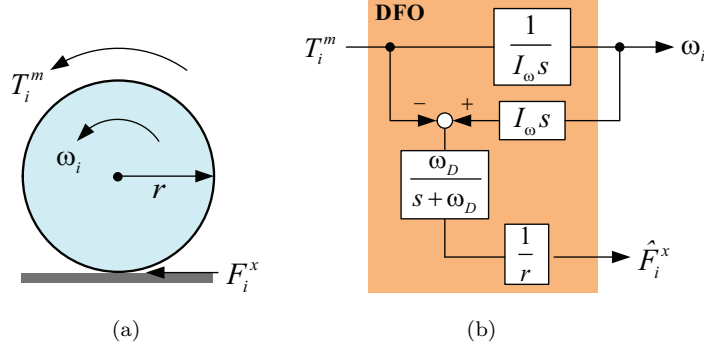 T_i^m
ω_i
r
F_i^x
(a)
DFO
T_i^m
1
I_ω s
ω_i
−
+
I_ω s
ω_D
s + ω_D
1
r
F̂_i^x
(b)